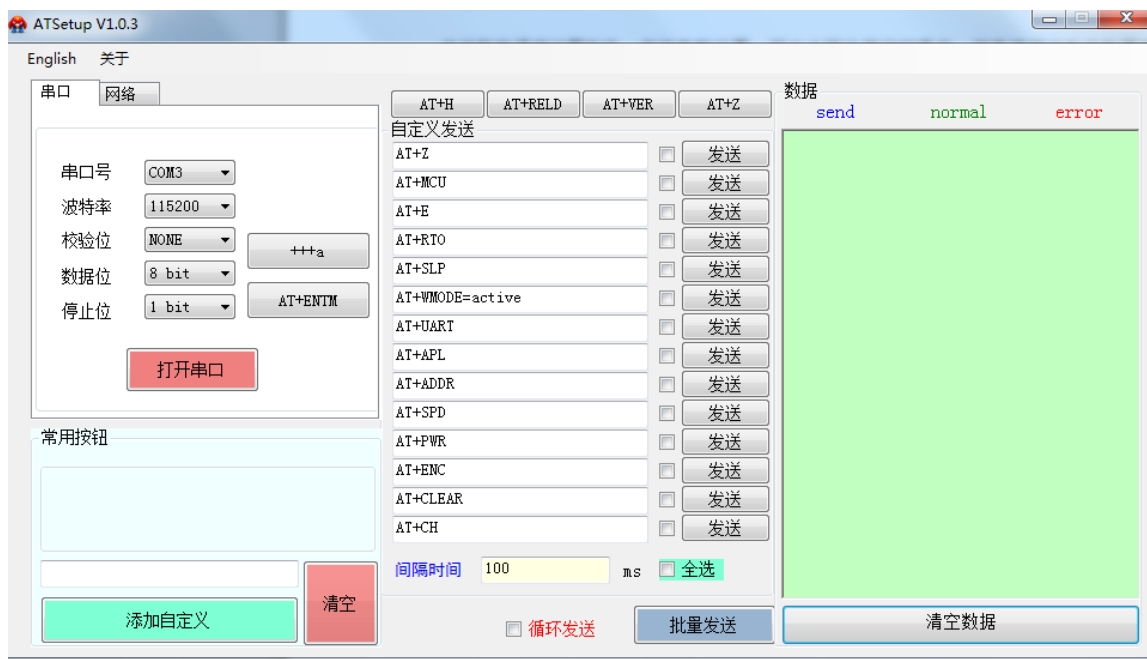 ATSetup V1.0.3
English 关于
串口 网络
串口号 COM3
波特率 115200
校验位 NONE
数据位 8 bit
停止位 1 bit
+++a
AT+ENTM
打开串口
常用按钮
添加自定义
清空
AT+H AT+RELD AT+VER AT+Z
自定义发送
AT+Z 发送
AT+MCU 发送
AT+E 发送
AT+RTO 发送
AT+SLP 发送
AT+WMODE=active 发送
AT+UART 发送
AT+APL 发送
AT+ADDR 发送
AT+SPD 发送
AT+PWR 发送
AT+ENC 发送
AT+CLEAR 发送
AT+CH 发送
间隔时间 100 ms 全选
循环发送 批量发送
数据
send normal error
清空数据